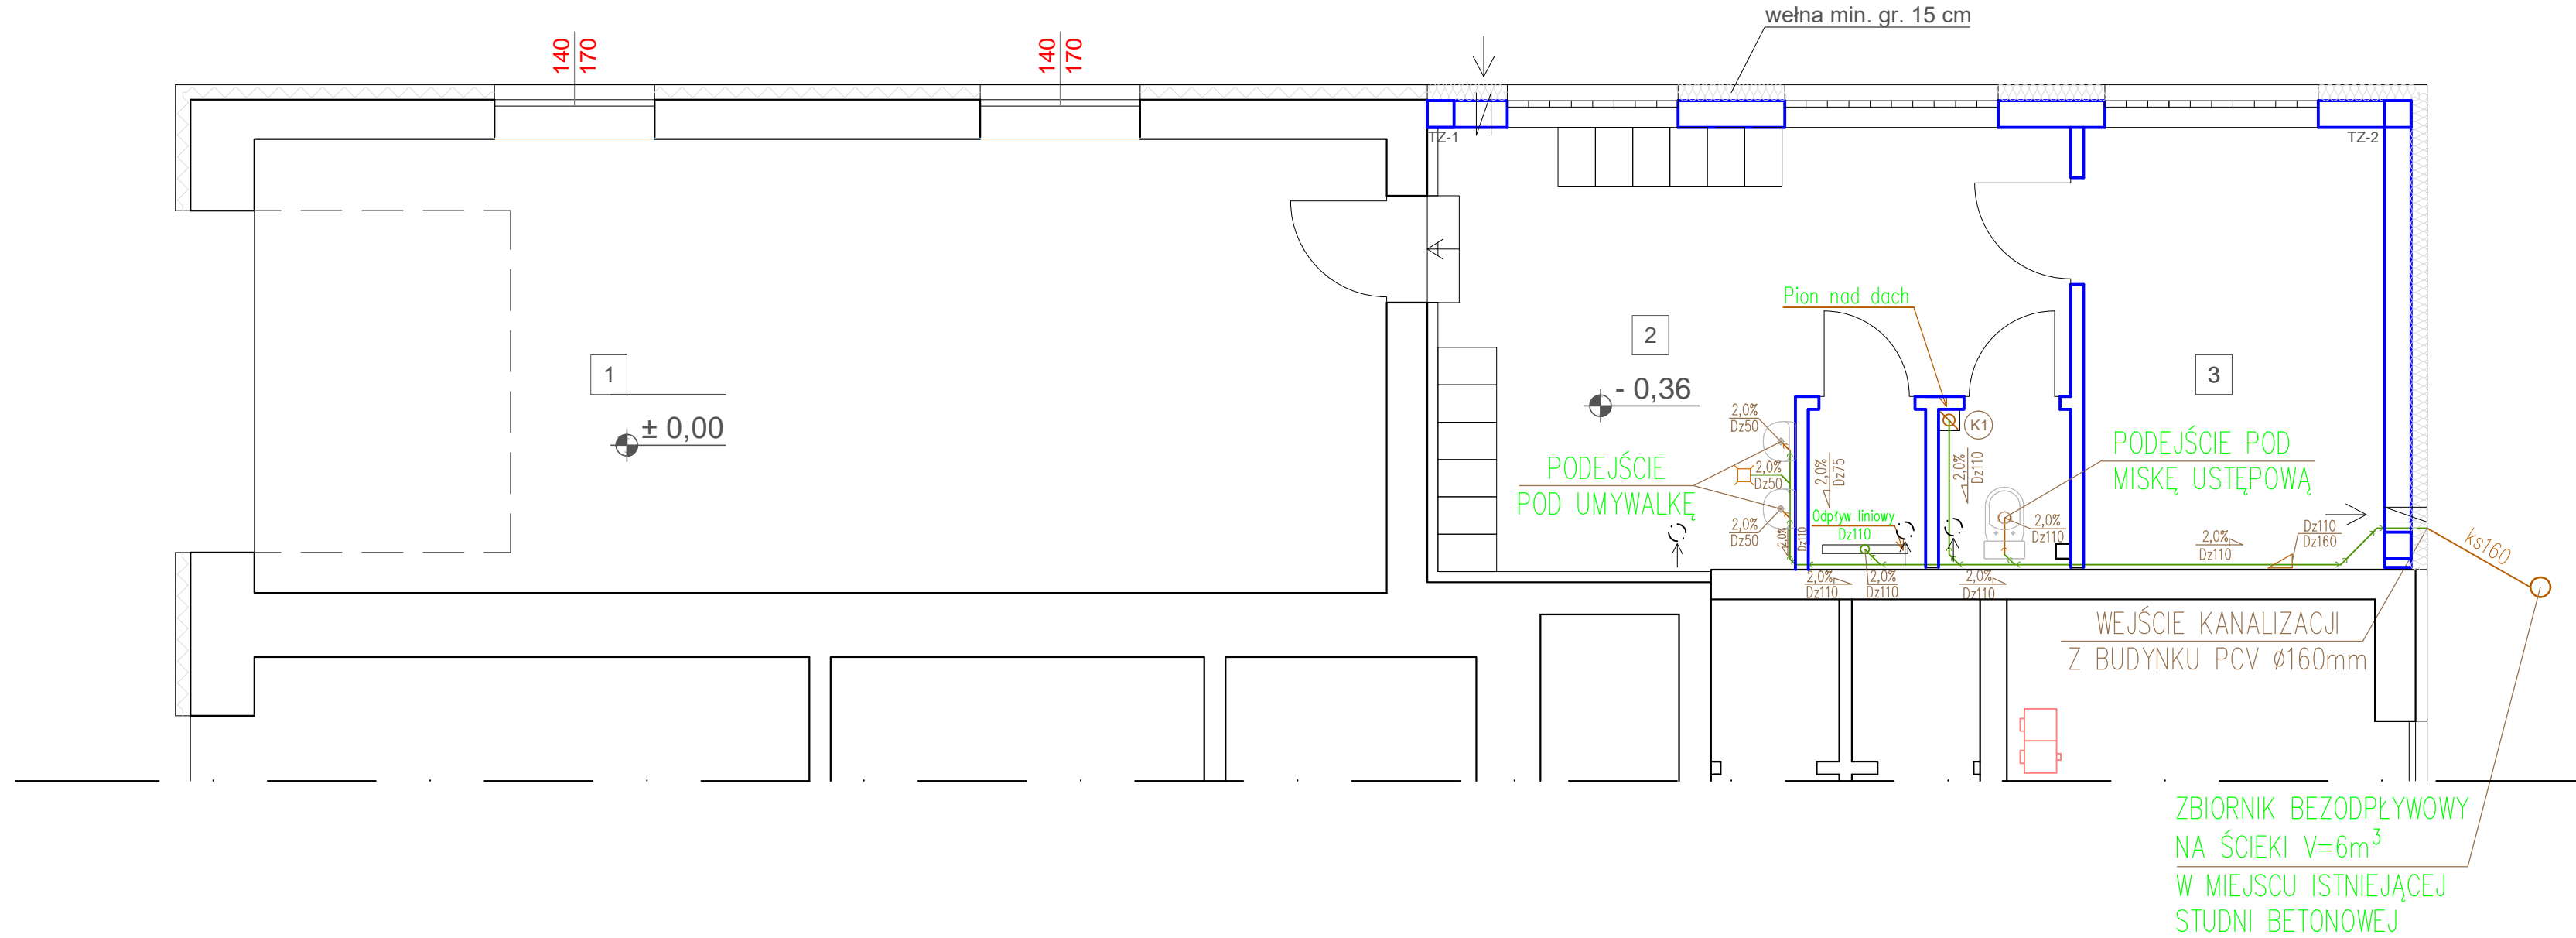 wełna min. gr. 15 cm
140
170
140
170
TZ-1
TZ-2
Pion nad dach
1
± 0,00
2
- 0,36
3
K1
2,0%
Dz50
2,0%
Dz50
2,0%
Dz50
2,0%
Dz75
2,0%
Dz110
PODEJŚCIE
POD UMYWALKĘ
PODEJŚCIE POD
MISKĘ USTĘPOWĄ
Odpływ liniowy
Dz110
2,0%
Dz110
2,0%
Dz110
2,0%
Dz110
Dz110
Dz160
ks160
2,0%
Dz110
2,0%
Dz110
2,0%
Dz110
WEJŚCIE KANALIZACJI
Z BUDYNKU PCV Ø160mm
ZBIORNIK BEZODPŁYWOWY
NA ŚCIEKI V=6m³
W MIEJSCU ISTNIEJĄCEJ
STUDNI BETONOWEJ